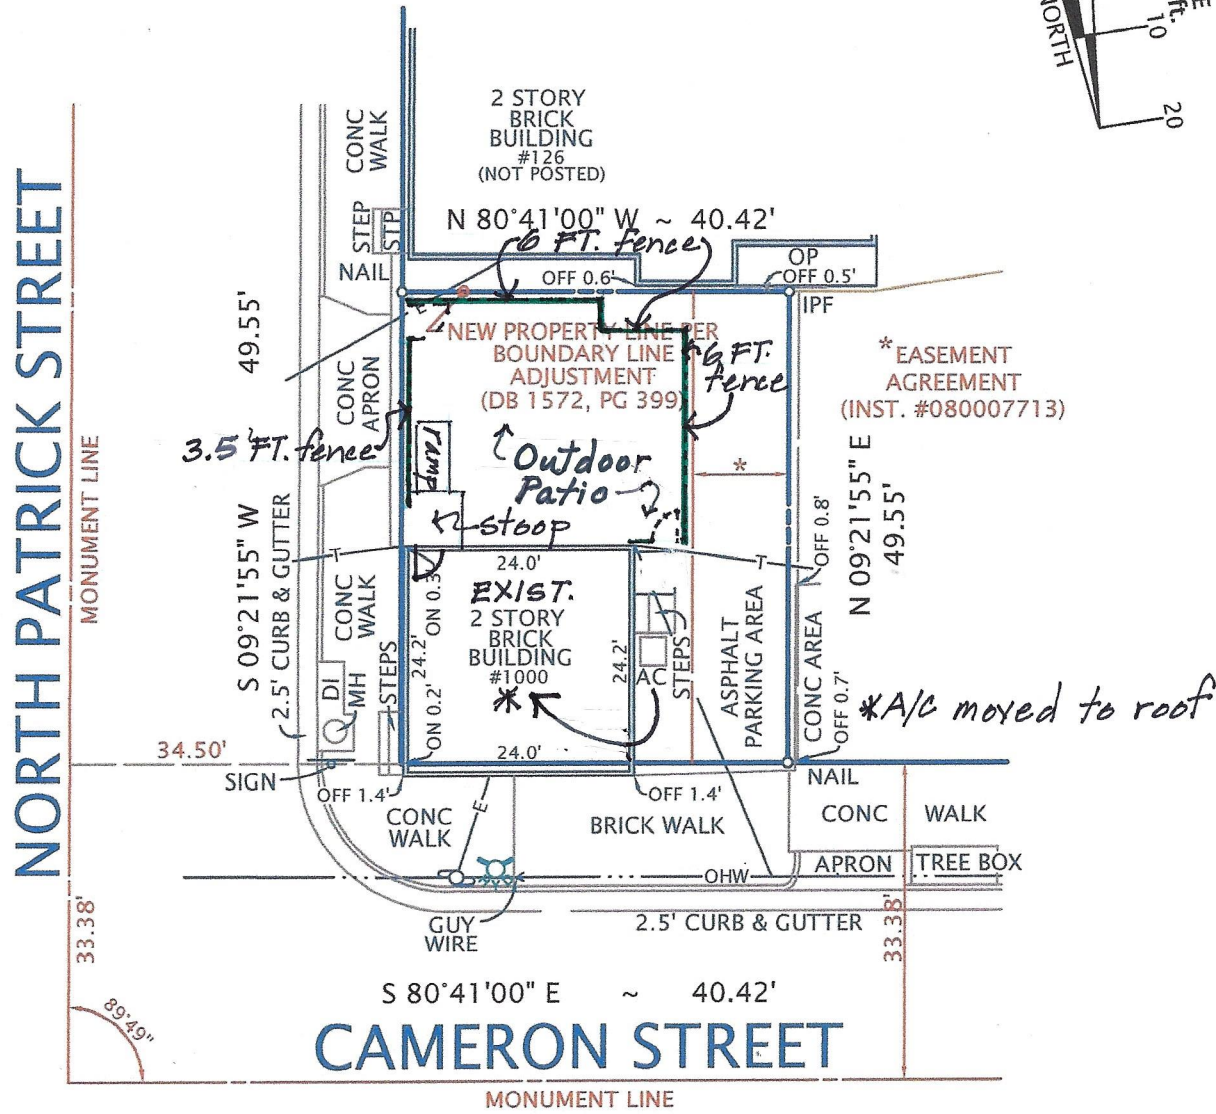 E
ft.
10
20
NORTH
2 STORY
BRICK
BUILDING
#126
(NOT POSTED)
CONC
WALK
STEP
STP
N 80°41'00" W ~ 40.42'
6 FT. fence
NAIL
OFF 0.6'
OP
OFF 0.5'
IPF
E
49.55'
NORTH PATRICK STREET
MONUMENT LINE
CONC
APRON
NEW PROPERTY LINE PER
BOUNDARY LINE
ADJUSTMENT
(DB 1572, PG 399)
6 FT.
fence
*EASEMENT
AGREEMENT
(INST. #080007713)
3.5' FT. fence
ramp
Outdoor
Patio
*
stoop
S 09°21'55" W
2.5' CURB & GUTTER
N 09°21'55" E
49.55'
OFF 0.8'
T
T
24.0'
ON 0.3'
EXIST.
2 STORY
BRICK
BUILDING
#1000
*
24.2'
24.2'
ON 0.2'
24.0'
CONC
WALK
STEPS
DI
MH
AC
STEPS
ASPHALT
PARKING AREA
CONC AREA
OFF 0.7'
*A/C moved to roof
34.50'
SIGN
OFF 1.4'
OFF 1.4'
NAIL
CONC
WALK
E
BRICK WALK
CONC WALK
APRON
TREE BOX
OHW
GUY
WIRE
2.5' CURB & GUTTER
33.38'
33.38'
89°49"
S 80°41'00" E ~ 40.42'
CAMERON STREET
MONUMENT LINE